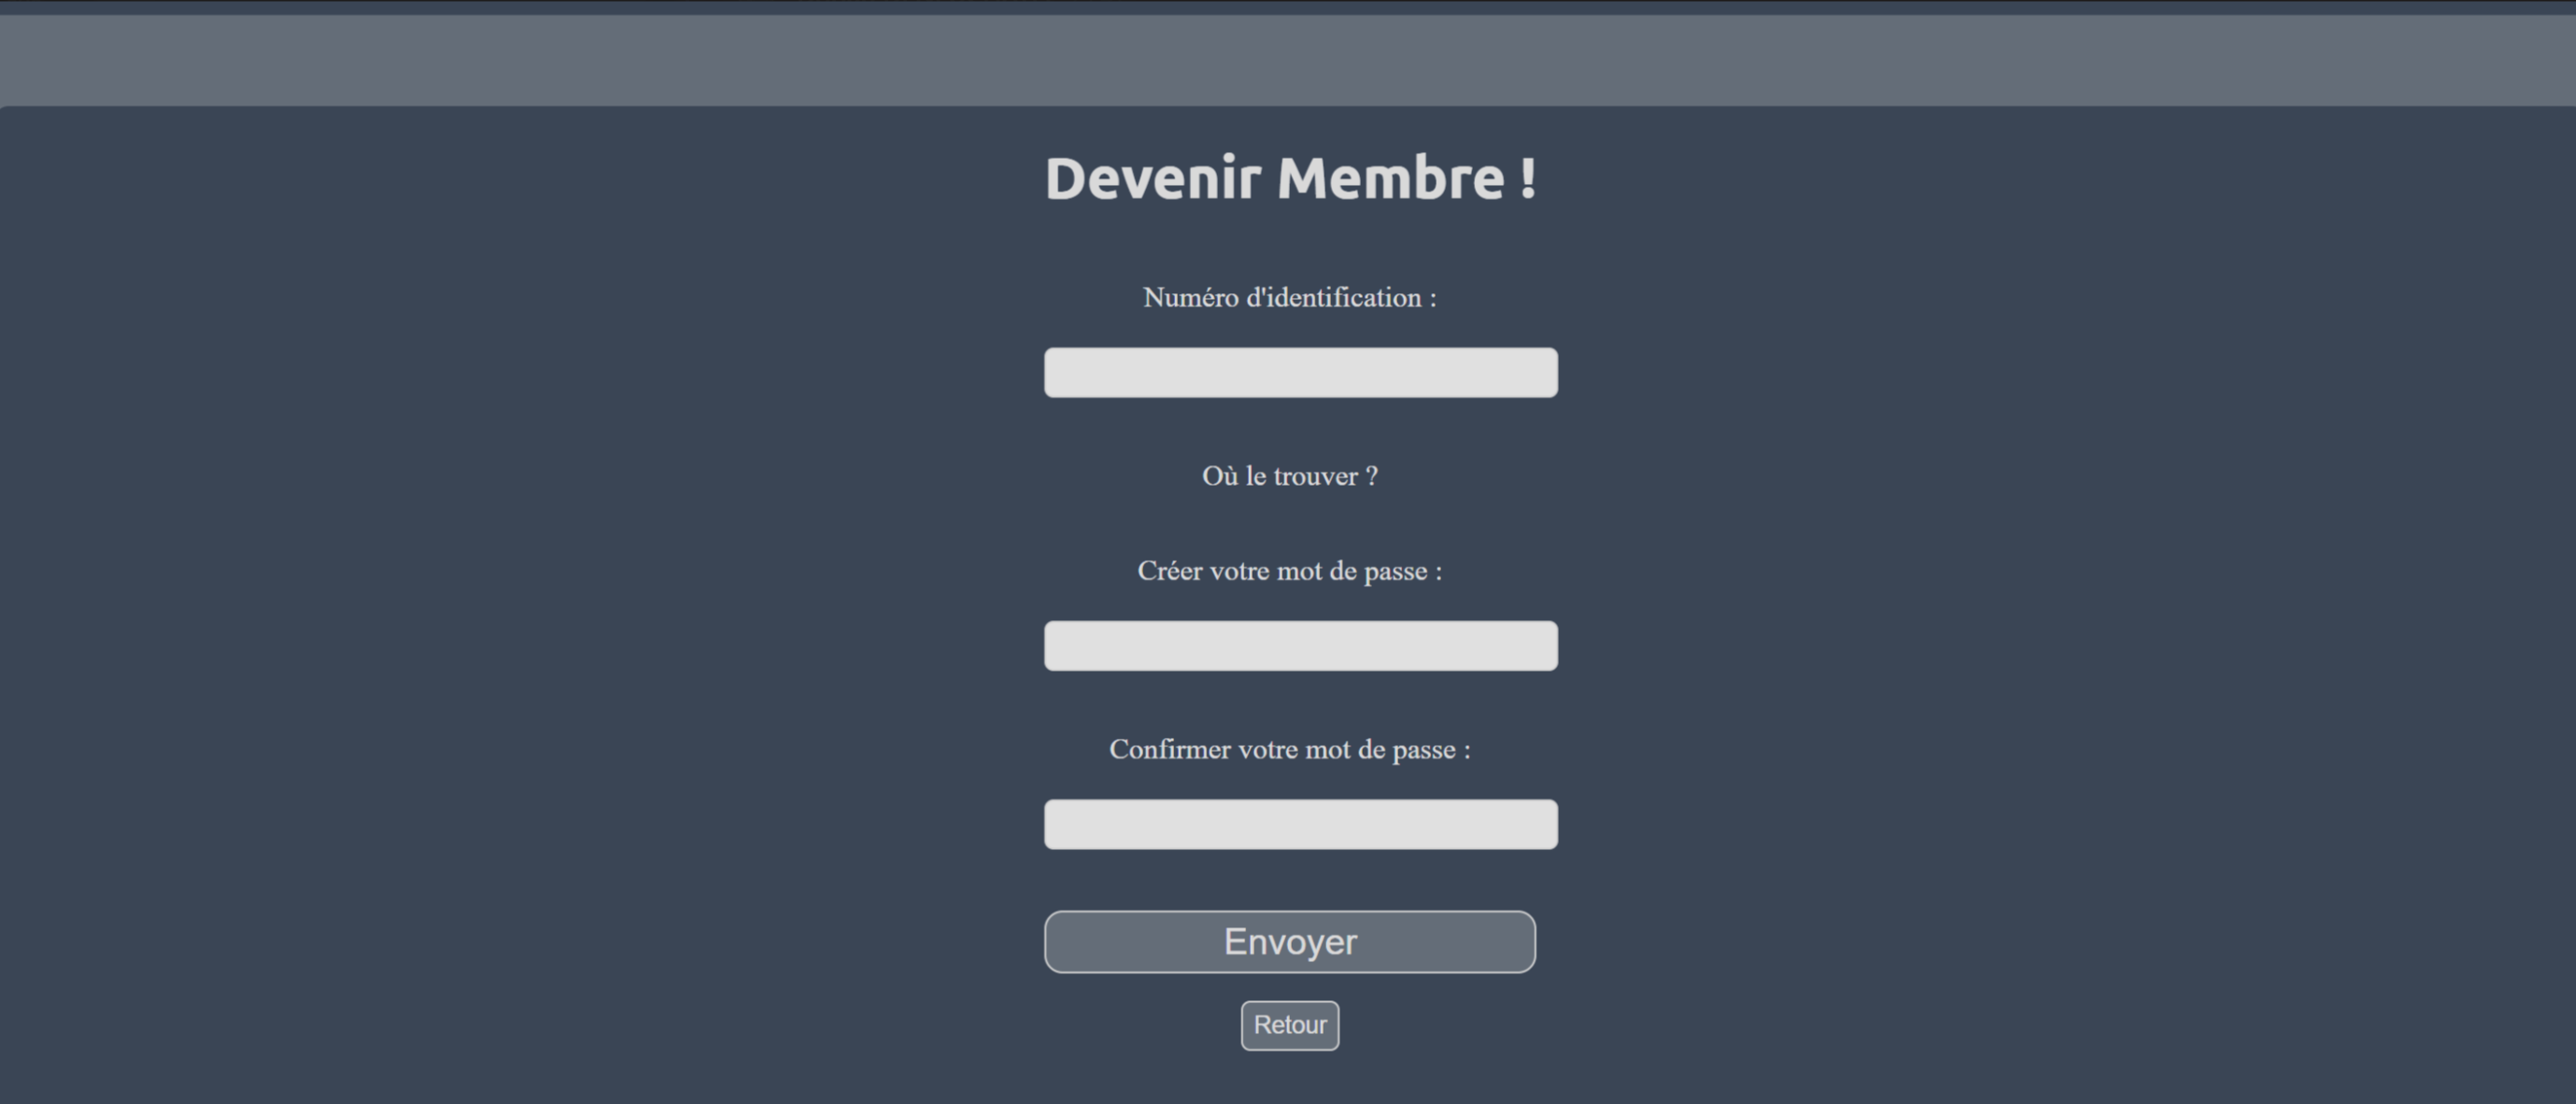 Devenir Membre !
Numéro d'identification :
Où le trouver ?
Créer votre mot de passe :
Confirmer votre mot de passe :
Envoyer
Retour